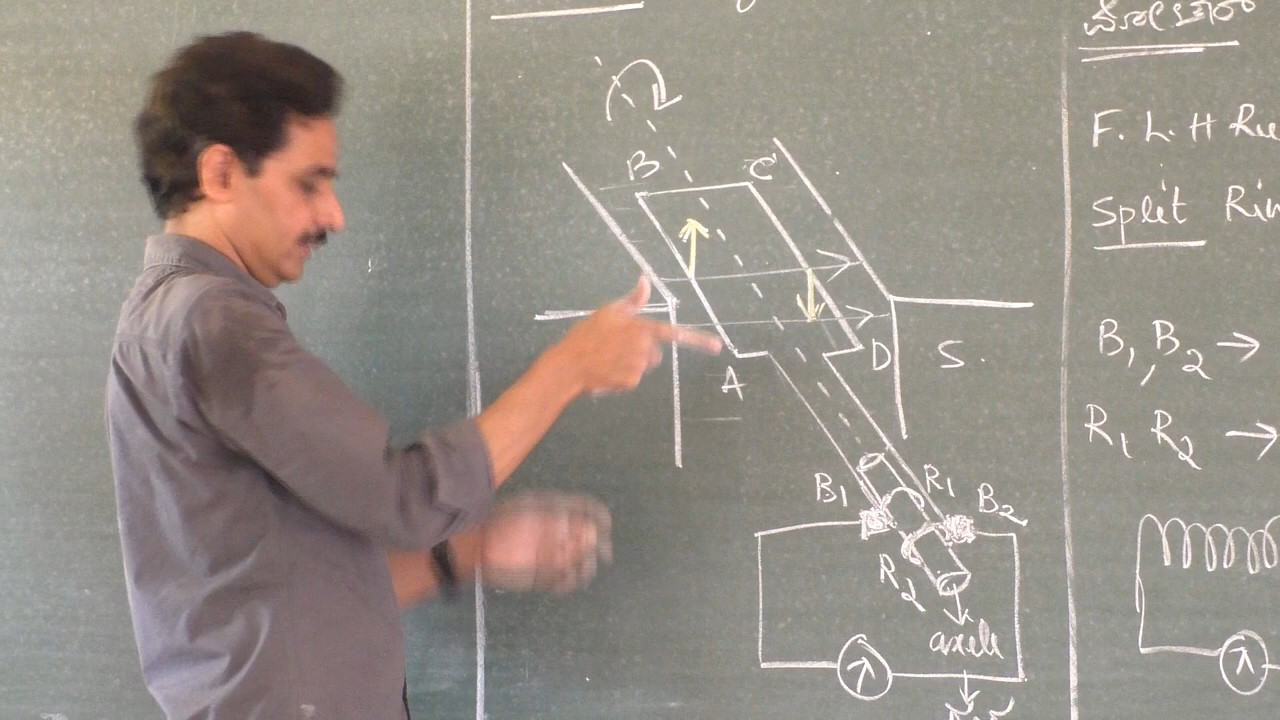 B C
A D S
B1 R1 B2
R2
axle
F. L. H Ru
Split Rin
B1, B2 →
R1 R2 →